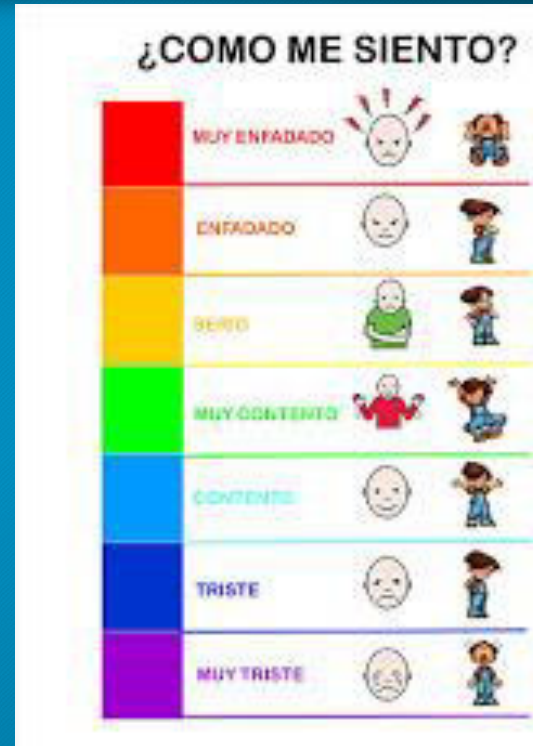 ¿COMO ME SIENTO?
MUY ENFADADO
ENFADADO
SERIO
MUY CONTENTO
CONTENTO
TRISTE
MUY TRISTE